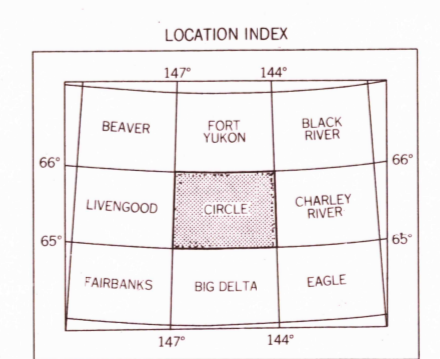 LOCATION INDEX
147° 144°
BEAVER FORT YUKON BLACK RIVER
66° 66°
LIVENGOOD CIRCLE CHARLEY RIVER
65° 65°
FAIRBANKS BIG DELTA EAGLE
147° 144°